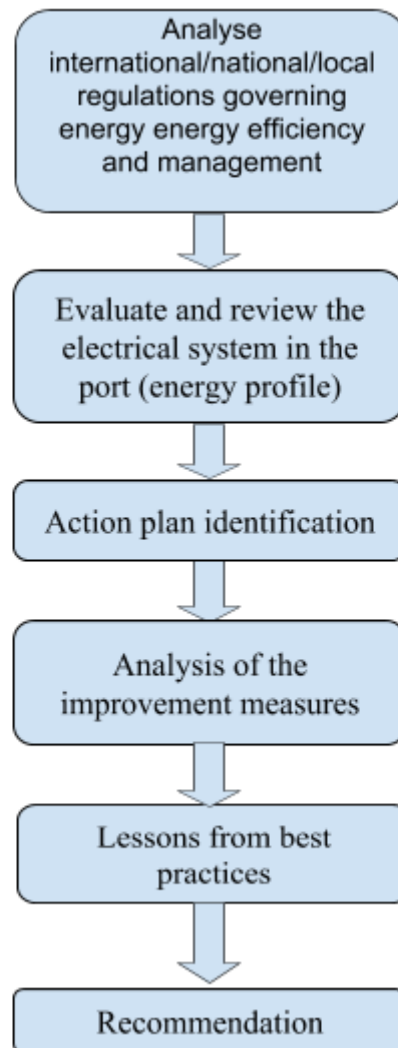 Analyse
international/national/local
regulations governing
energy energy efficiency
and management
Evaluate and review the
electrical system in the
port (energy profile)
Action plan identification
Analysis of the
improvement measures
Lessons from best
practices
Recommendation